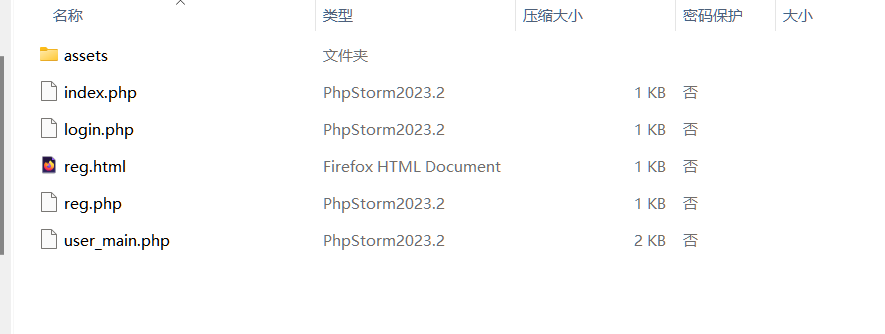 名称 类型 压缩大小 密码保护 大小
assets 文件夹
index.php PhpStorm2023.2 1 KB 否
login.php PhpStorm2023.2 1 KB 否
reg.html Firefox HTML Document 1 KB 否
reg.php PhpStorm2023.2 1 KB 否
user_main.php PhpStorm2023.2 2 KB 否